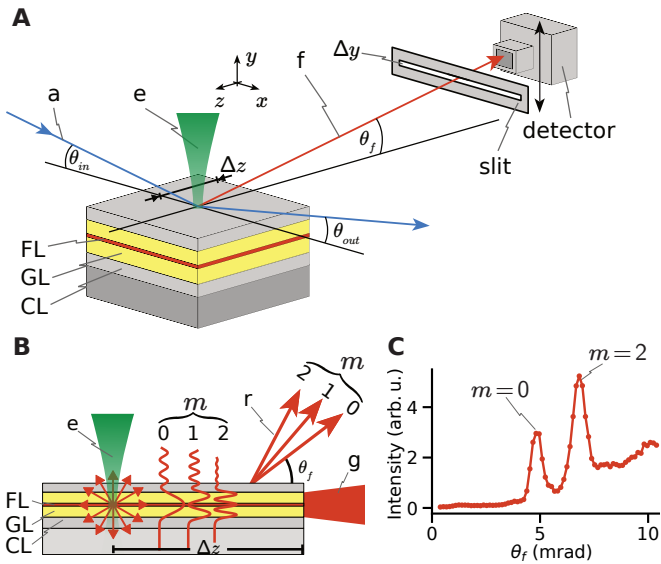 A
y
z
x
a
e
f
Δy
θf
slit
detector
θin
Δz
θout
FL
GL
CL
B
m
0 1 2
e
r
m
2 1 0
θf
g
FL
GL
CL
Δz
C
m=0
m=2
Intensity (arb. u.)
4
2
0
5
10
θf (mrad)